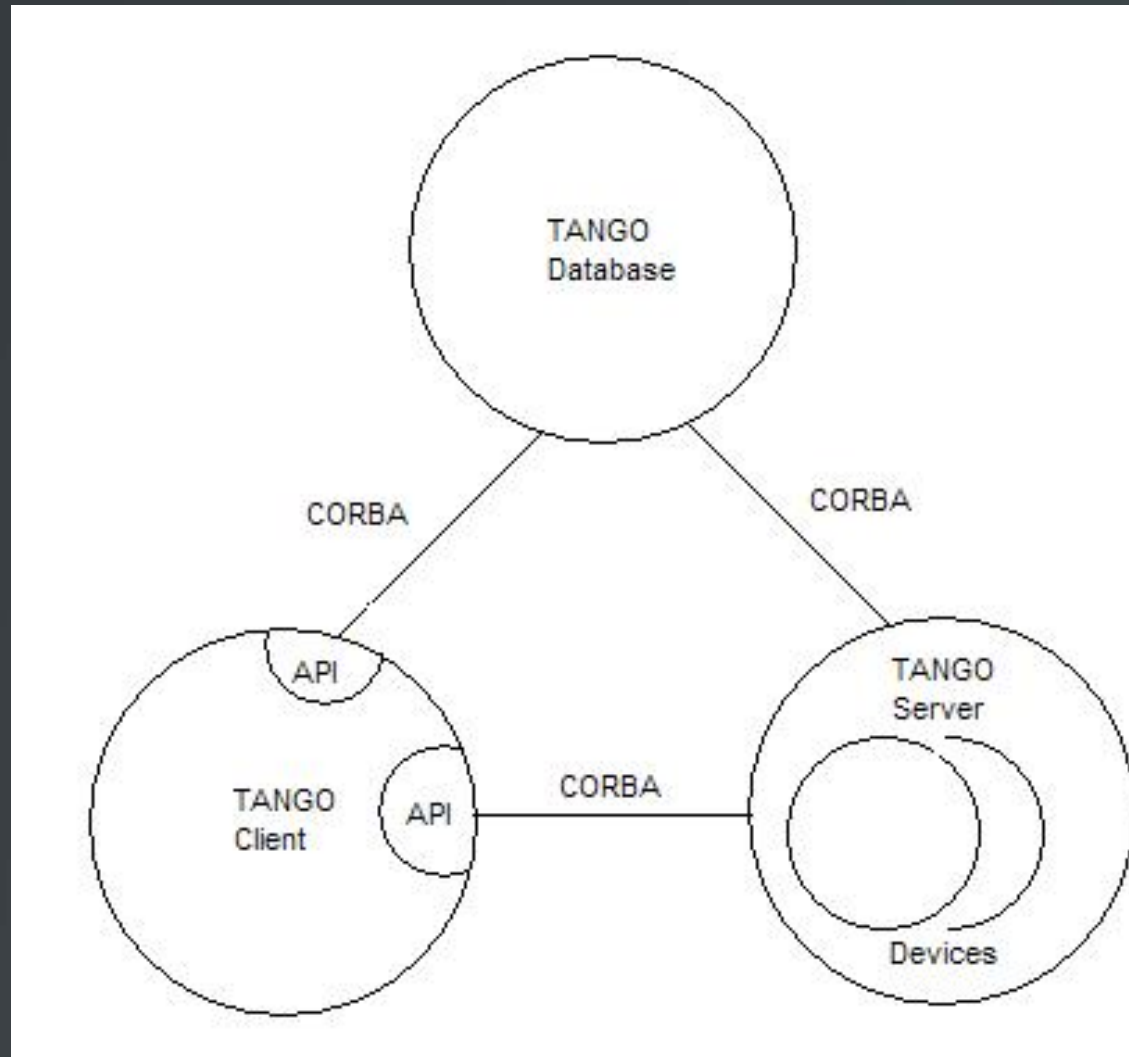 TANGO
Database
CORBA
CORBA
API
TANGO
Server
TANGO
Client
API
CORBA
Devices